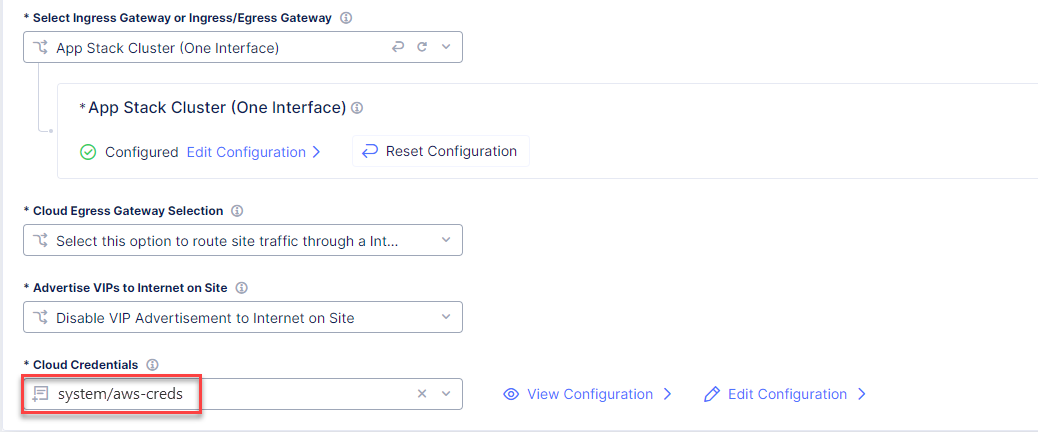 * Select Ingress Gateway or Ingress/Egress Gateway
App Stack Cluster (One Interface)
* App Stack Cluster (One Interface)
Configured Edit Configuration Reset Configuration
* Cloud Egress Gateway Selection
Select this option to route site traffic through a Int...
* Advertise VIPs to Internet on Site
Disable VIP Advertisement to Internet on Site
* Cloud Credentials
system/aws-creds View Configuration Edit Configuration